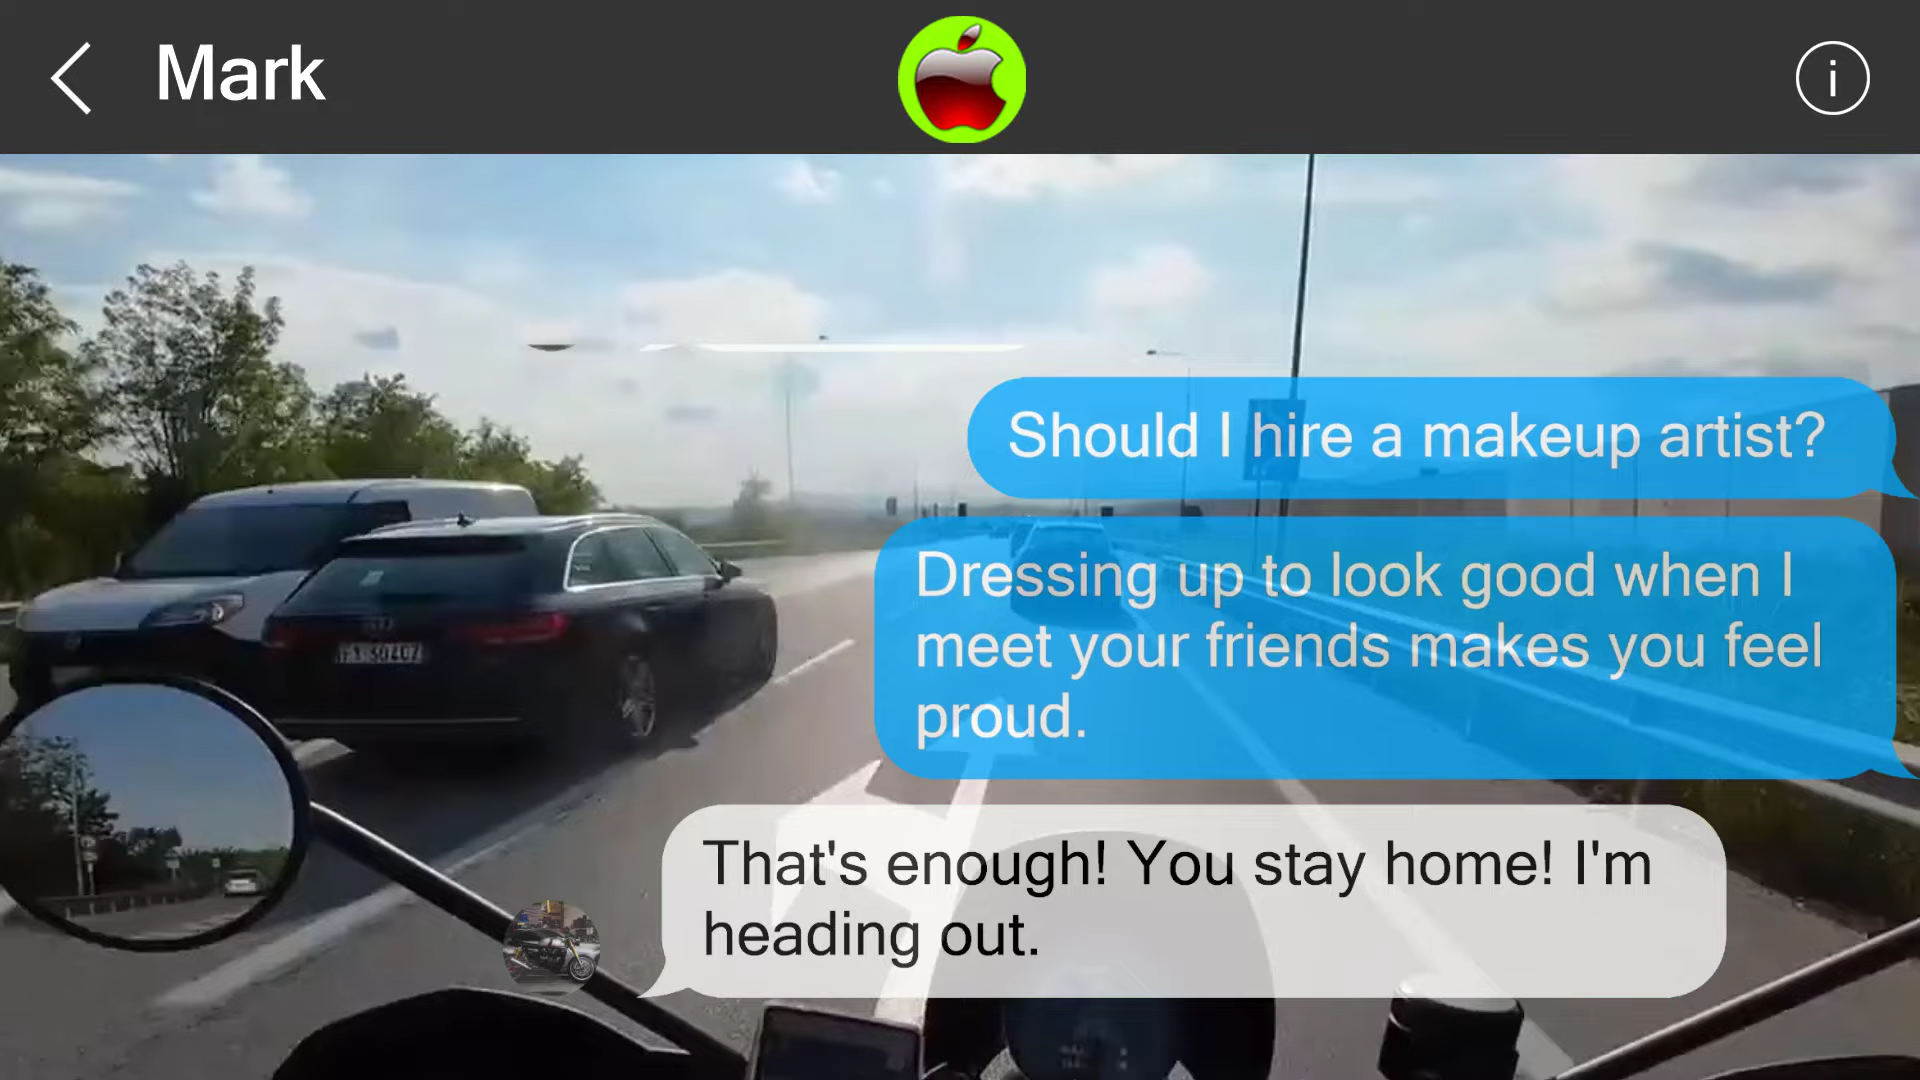 Mark
Should I hire a makeup artist?
Dressing up to look good when I
meet your friends makes you feel
proud.
That's enough! You stay home! I'm
heading out.